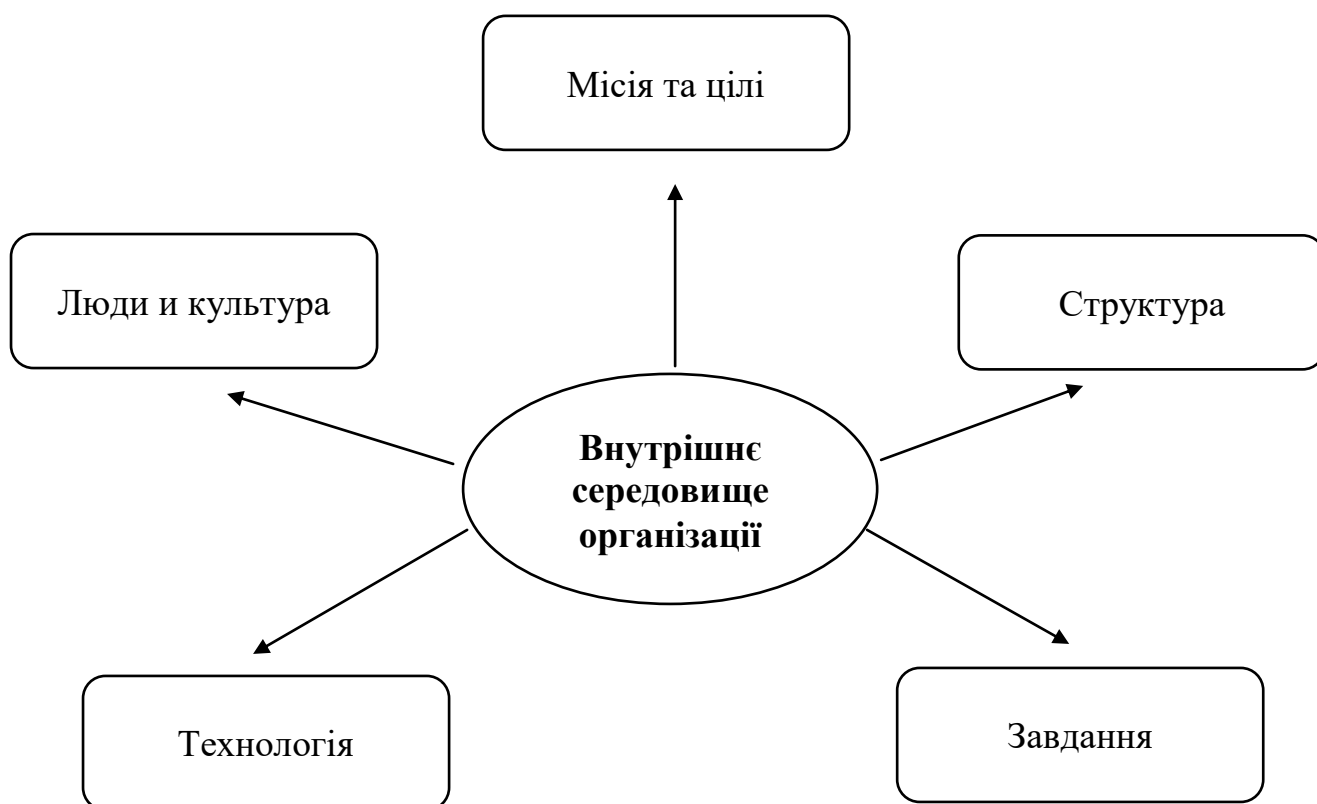 Місія та цілі
Люди и культура
Структура
Внутрішнє
середовище
організації
Технологія
Завдання